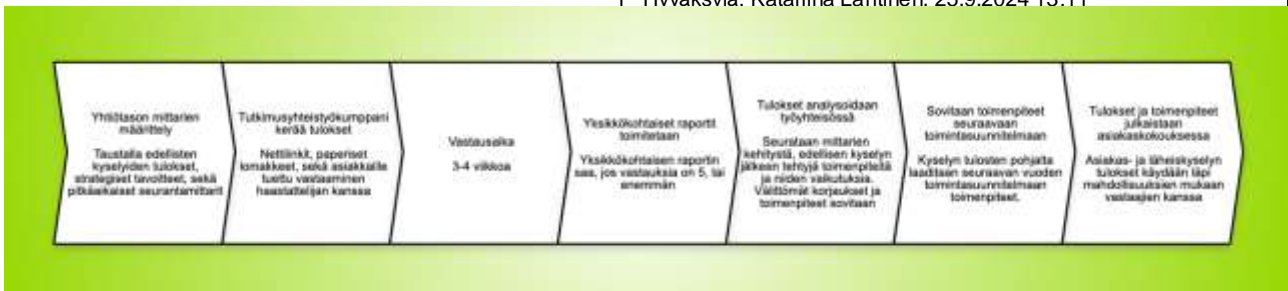 Hyväksyjä: Katariina Lahtinen, 25.9.2024 13:11
Yhtiötason mittarien
määrittely
Taustalla edellisten
kyselyiden tulokset,
strategiset tavoitteet, sekä
pitkäaikaiset seurantamittarit
Tutkimusyhteistyökumppani
kerää tulokset
Nettilinkit, paperiset
lomakkeet, sekä asiakkaille
tuettu vastaaminen
haastattelijan kanssa
Vastausaika
3-4 viikkoa
Yksikkökohtaiset raportit
toimitetaan
Yksikkökohtaisen raportin
saa, jos vastauksia on 5, tai
enemmän
Tulokset analysoidaan
työyhteisössä
Seurataan mittarien
kehitystä, edellisen kyselyn
jälkeen tehtyjä toimenpiteitä
ja niiden vaikutuksia.
Välittömät korjaukset ja
toimenpiteet sovitaan
Sovitaan toimenpiteet
seuraavaan
toimintasuunnitelmaan
Kyselyn tulosten pohjalta
laaditaan seuraavan vuoden
toimintasuunnitelmaan
toimenpiteet.
Tulokset ja toimenpiteet
julkaistaan
asiakaskokouksessa
Asiakas- ja läheiskyselyn
tulokset käydään läpi
mahdollisuuksien mukaan
vastaajien kanssa